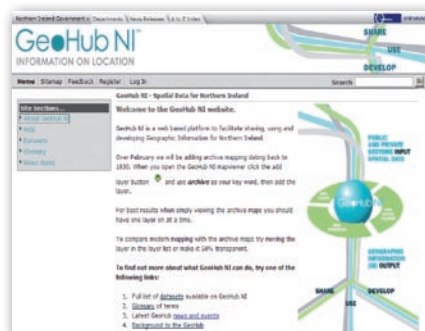 Northern Ireland Government Departments News Releases A to Z Index
GeoHub NI™
INFORMATION ON LOCATION
SHARE
USE
DEVELOP
Home Sitemap Feedback Register Log In
Search
GeoHub NI - Spatial Data for Northern Ireland
Site Sections...
About GeoHub NI
Help
Datasets
Glossary
News Items
Welcome to the GeoHub NI website.
GeoHub NI is a web based platform to facilitate sharing, using and
developing Geographic Information for Northern Ireland.
Over February we will be adding archive mapping dating back to
1830. When you open the GeoHub NI mapviewer click the add
layer button and use archive as your key word, then add the
layer.
For best results when simply viewing the archive maps you should
have one layer on at a time.
To compare modern mapping with the archive maps try moving the
layer in the layer list or make it 50% transparent.
To find out more about what GeoHub NI can do, try one of the
following links:
1. Full list of datasets available on GeoHub NI
2. Glossary of terms
3. Latest GeoHub news and events
4. Background to the GeoHub
PUBLIC
AND PRIVATE
SYSTEMS INPUT
SPATIAL DATA
GeoHub NI
GEOGRAPHIC
INFORMATION
OUTPUT
SHARE
USE
DEVELOP